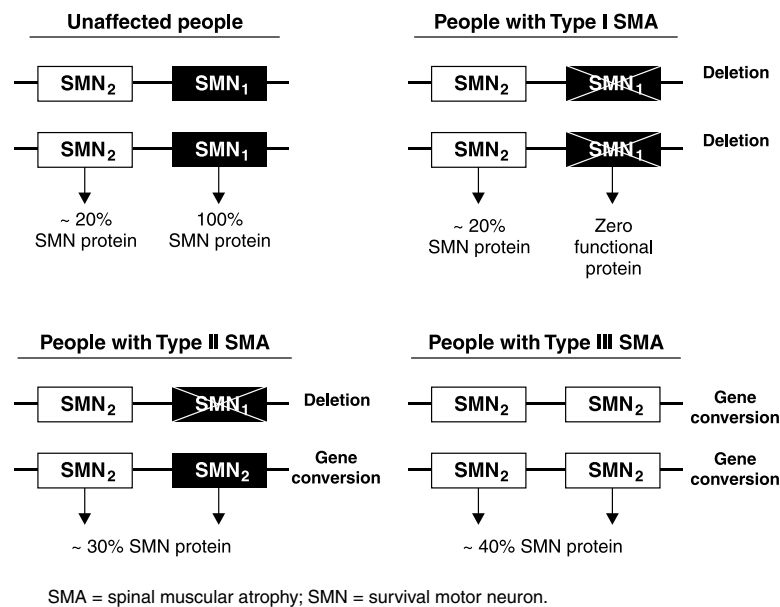 Unaffected people
SMN2 SMN1
SMN2 SMN1
~ 20%
SMN protein
100%
SMN protein
People with Type I SMA
SMN2 SMN1 Deletion
SMN2 SMN1 Deletion
~ 20%
SMN protein
Zero
functional
protein
People with Type II SMA
SMN2 SMN1 Deletion
SMN2 SMN2 Gene
conversion
~ 30% SMN protein
People with Type III SMA
SMN2 SMN2 Gene
conversion
SMN2 SMN2 Gene
conversion
~ 40% SMN protein
SMA = spinal muscular atrophy; SMN = survival motor neuron.